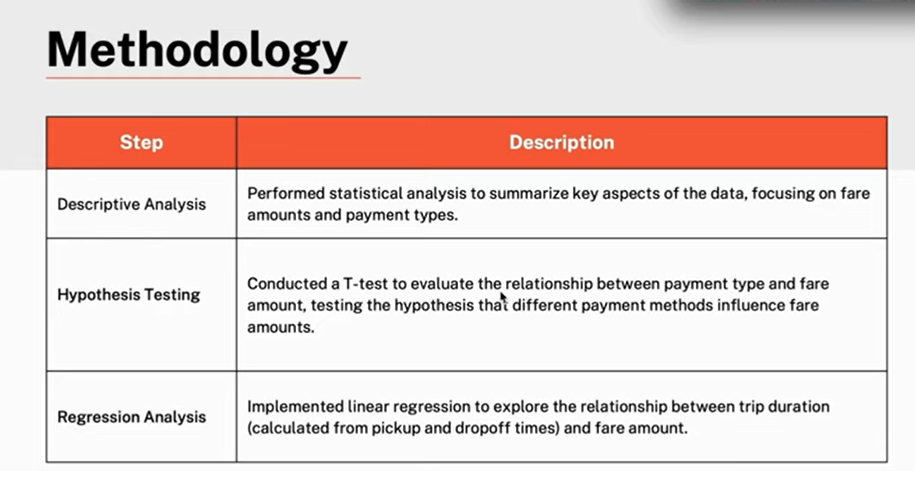 Methodology
Step
Description
Descriptive Analysis
Performed statistical analysis to summarize key aspects of the data, focusing on fare
amounts and payment types.
Hypothesis Testing
Conducted a T-test to evaluate the relationship between payment type and fare
amount, testing the hypothesis that different payment methods influence fare
amounts.
Regression Analysis
Implemented linear regression to explore the relationship between trip duration
(calculated from pickup and dropoff times) and fare amount.